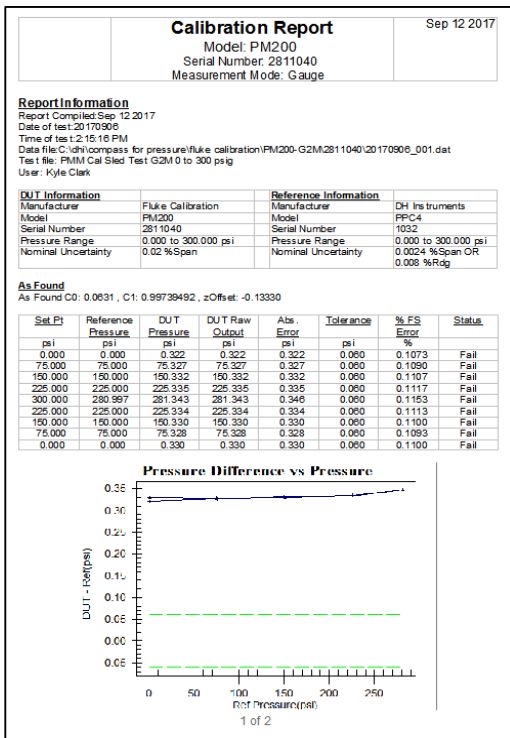 Calibration Report
Sep 12 2017
Model: PM200
Serial Number: 2811040
Measurement Mode: Gauge
Report Information
Report Compiled:Sep 12 2017
Date of test:20170906
Time of test:2:15:16 PM
Data file:C:\dhi\compass for pressure\fluke calibration\PM200-G2M\2811040\20170906_001.dat
Test file: PMM Cal Sled Test G2M 0 to 300 psig
User: Kyle Clark
DUT Information Reference Information
Manufacturer Fluke Calibration Manufacturer DH Instruments
Model PM200 Model PPC4
Serial Number 2811040 Serial Number 1032
Pressure Range 0.000 to 300.000 psi Pressure Range 0.000 to 300.000 psi
Nominal Uncertainty 0.02 %Span Nominal Uncertainty 0.0024 %Span OR
0.008 %Rdg
As Found
As Found C0: 0.0631 , C1: 0.99739492 , zOffset: -0.13330
Set Pt Reference DUT DUT Raw Abs. Tolerance % FS Status
Pressure Pressure Output Error Error
psi psi psi psi psi psi %
0.000 0.000 0.322 0.322 0.322 0.060 0.1073 Fail
75.000 75.000 75.327 75.327 0.327 0.060 0.1090 Fail
150.000 150.000 150.332 150.332 0.332 0.060 0.1107 Fail
225.000 225.000 225.335 225.335 0.335 0.060 0.1117 Fail
300.000 280.997 281.343 281.343 0.346 0.060 0.1153 Fail
225.000 225.000 225.334 225.334 0.334 0.060 0.1113 Fail
150.000 150.000 150.330 150.330 0.330 0.060 0.1100 Fail
75.000 75.000 75.328 75.328 0.328 0.060 0.1093 Fail
0.000 0.000 0.330 0.330 0.330 0.060 0.1100 Fail
Pressure Difference vs Pressure
0.35
0.30
0.25
0.20
0.15
0.10
0.05
0.00
0.05
DUT - Ref(psi)
0 50 100 150 200 250
Ref Pressure(psi)
1 of 2